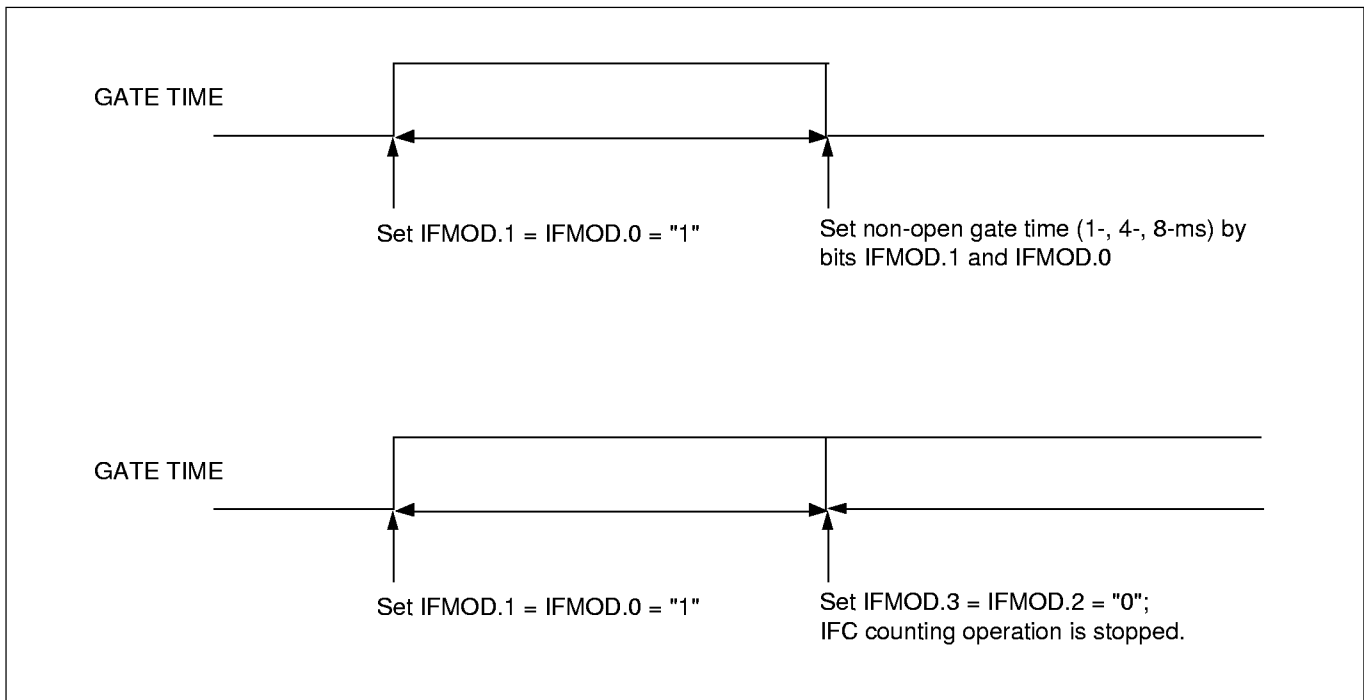 GATE TIME
Set IFMOD.1 = IFMOD.0 = "1"
Set non-open gate time (1-, 4-, 8-ms) by
bits IFMOD.1 and IFMOD.0
GATE TIME
Set IFMOD.1 = IFMOD.0 = "1"
Set IFMOD.3 = IFMOD.2 = "0";
IFC counting operation is stopped.